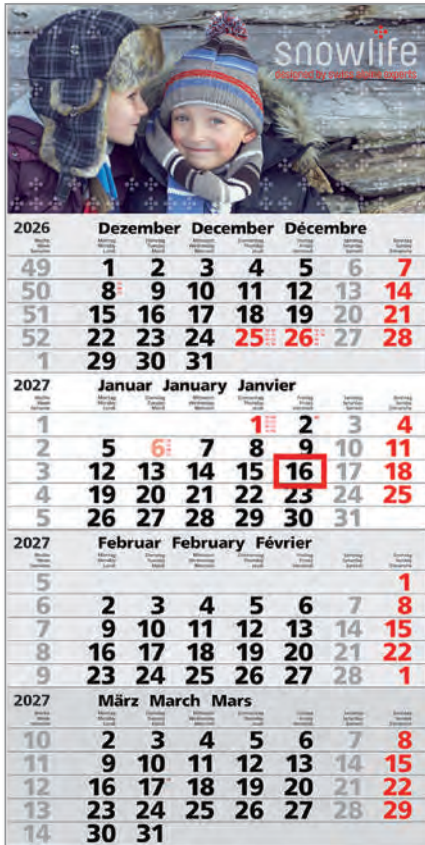 snowlife
designed by swiss alpine experts
2026 Dezember December Décembre
49 1 2 3 4 5 6 7
50 8 9 10 11 12 13 14
51 15 16 17 18 19 20 21
52 22 23 24 25 26 27 28
1 29 30 31
2027 Januar January Janvier
1 1 2 3 4
2 5 6 7 8 9 10 11
3 12 13 14 15 16 17 18
4 19 20 21 22 23 24 25
5 26 27 28 29 30 31
2027 Februar February Février
5 1
6 2 3 4 5 6 7 8
7 9 10 11 12 13 14 15
8 16 17 18 19 20 21 22
9 23 24 25 26 27 28 1
2027 März March Mars
10 2 3 4 5 6 7 8
11 9 10 11 12 13 14 15
12 16 17 18 19 20 21 22
13 23 24 25 26 27 28 29
14 30 31